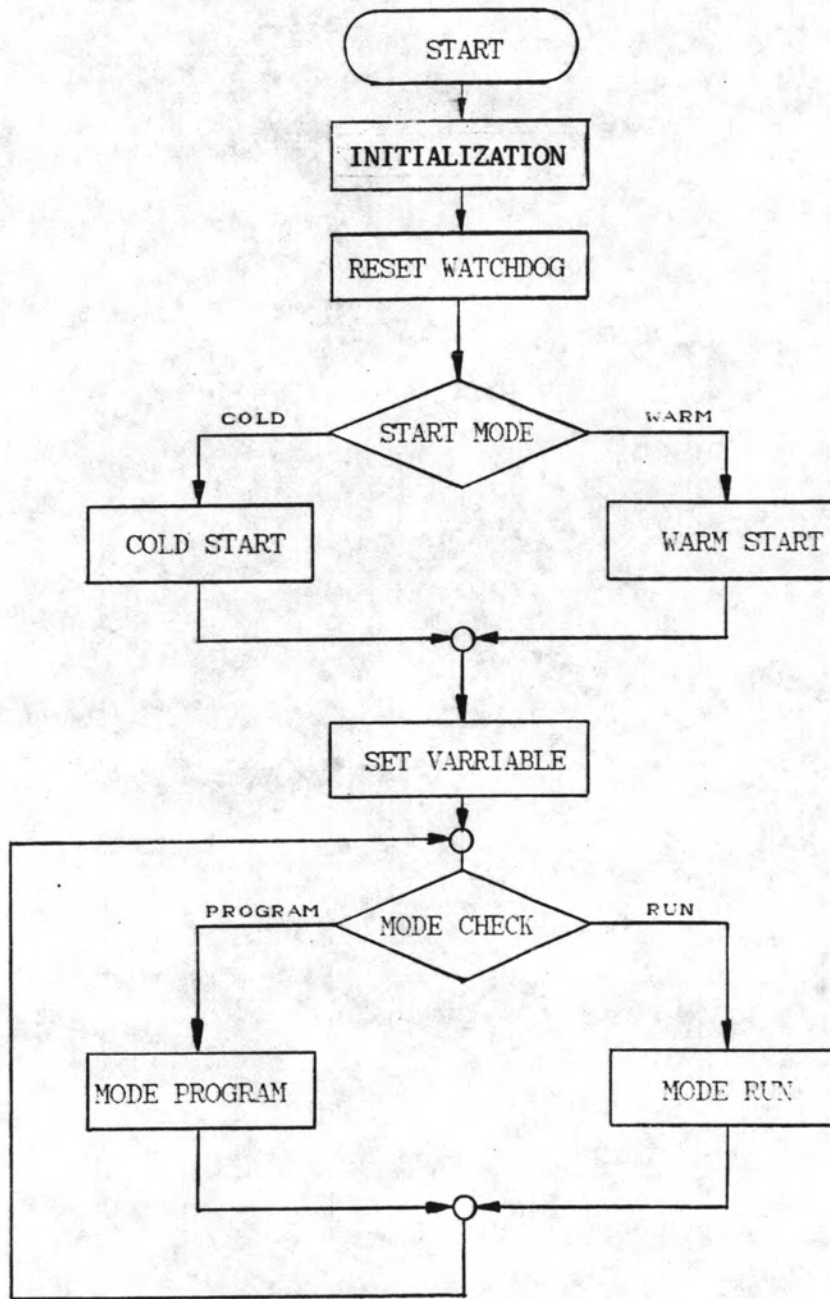 START
INITIALIZATION
RESET WATCHDOG
COLD
START MODE
WARM
COLD START
WARM START
SET VARRIABLE
PROGRAM
MODE CHECK
RUN
MODE PROGRAM
MODE RUN